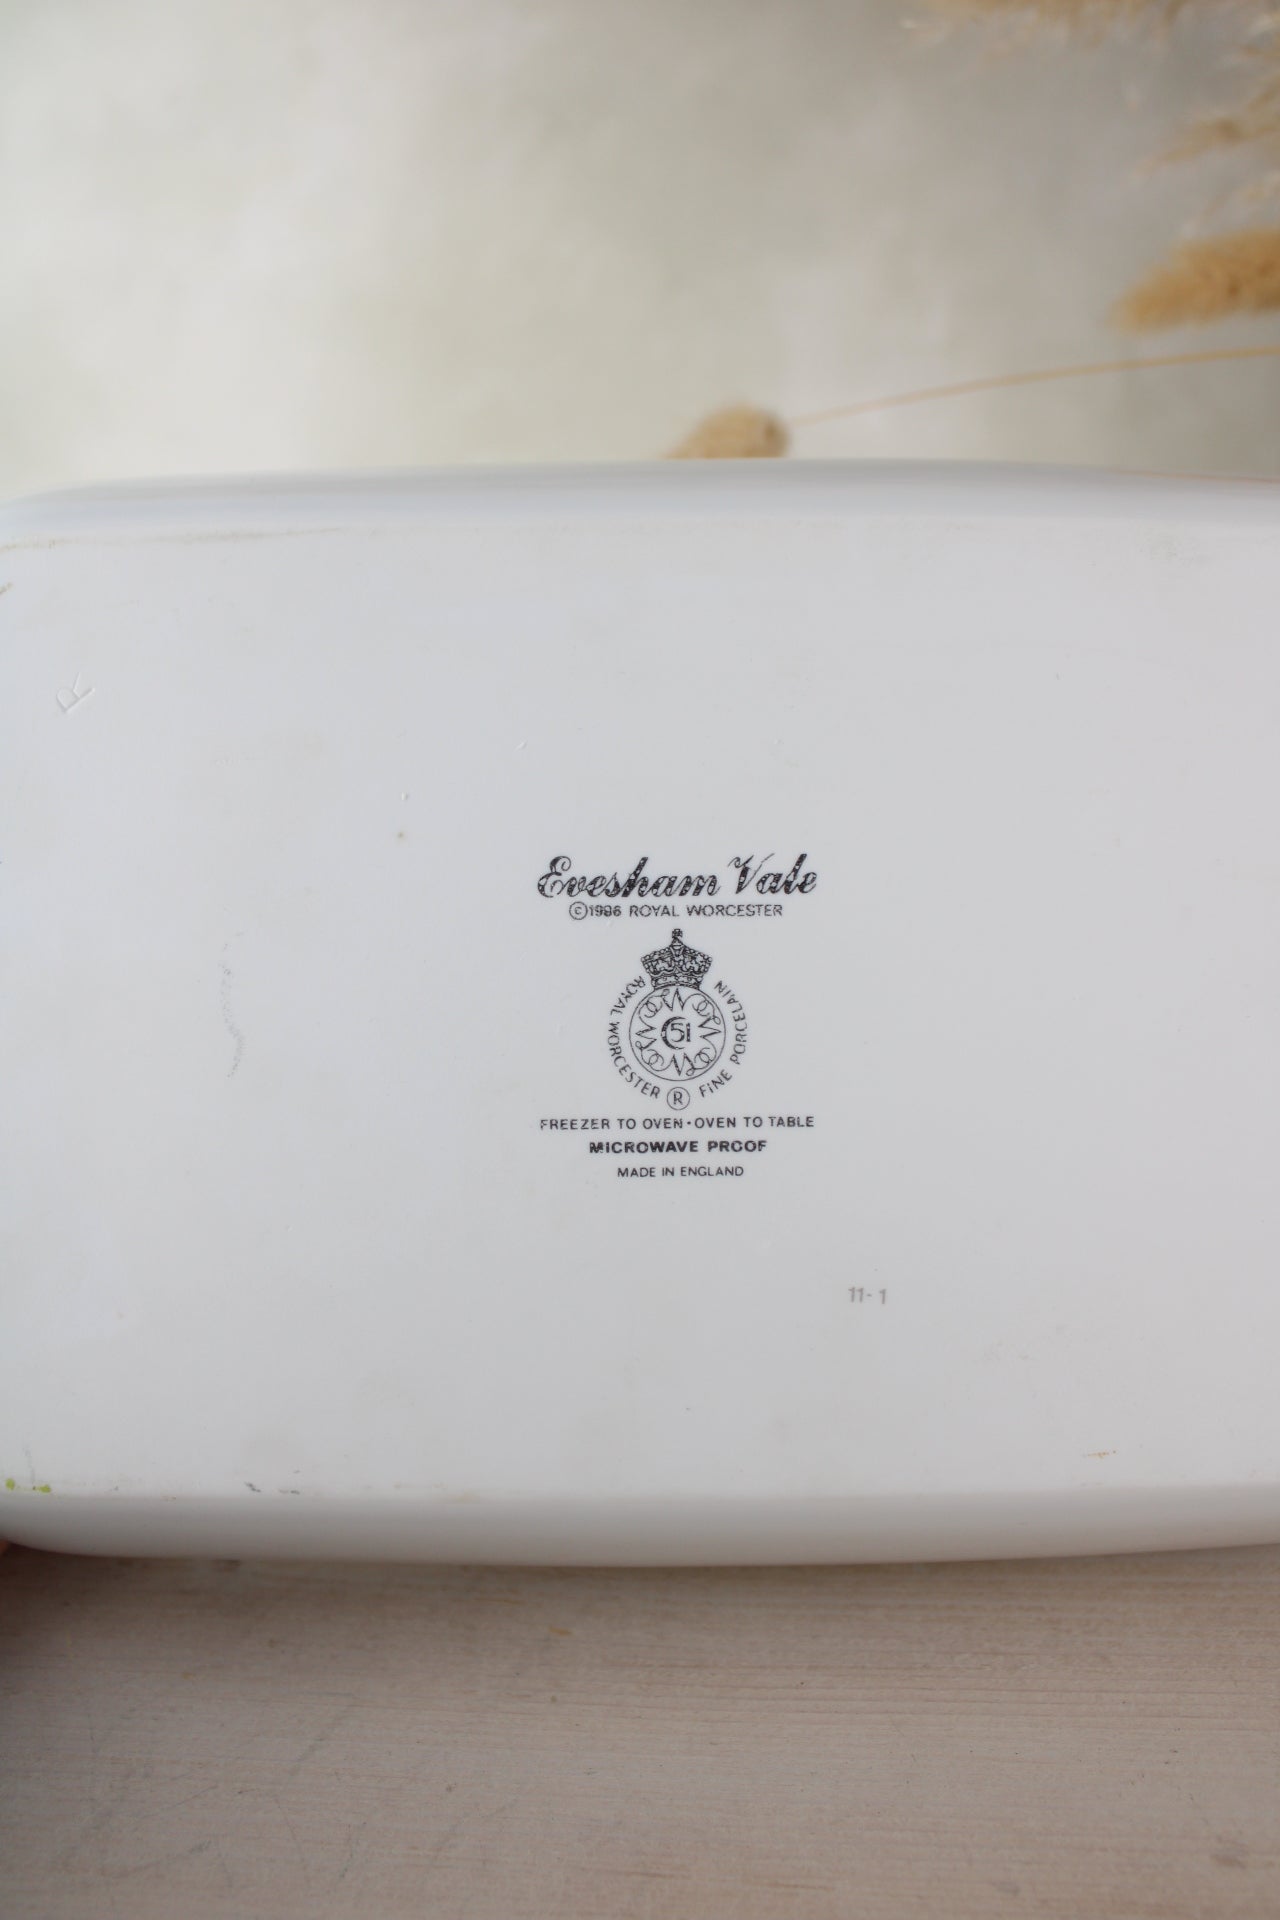 R
Evesham Vale
©1986 ROYAL WORCESTER
ROYAL WORCESTER FINE PORCELAIN
51
®
FREEZER TO OVEN·OVEN TO TABLE
MICROWAVE PROOF
MADE IN ENGLAND
11-1